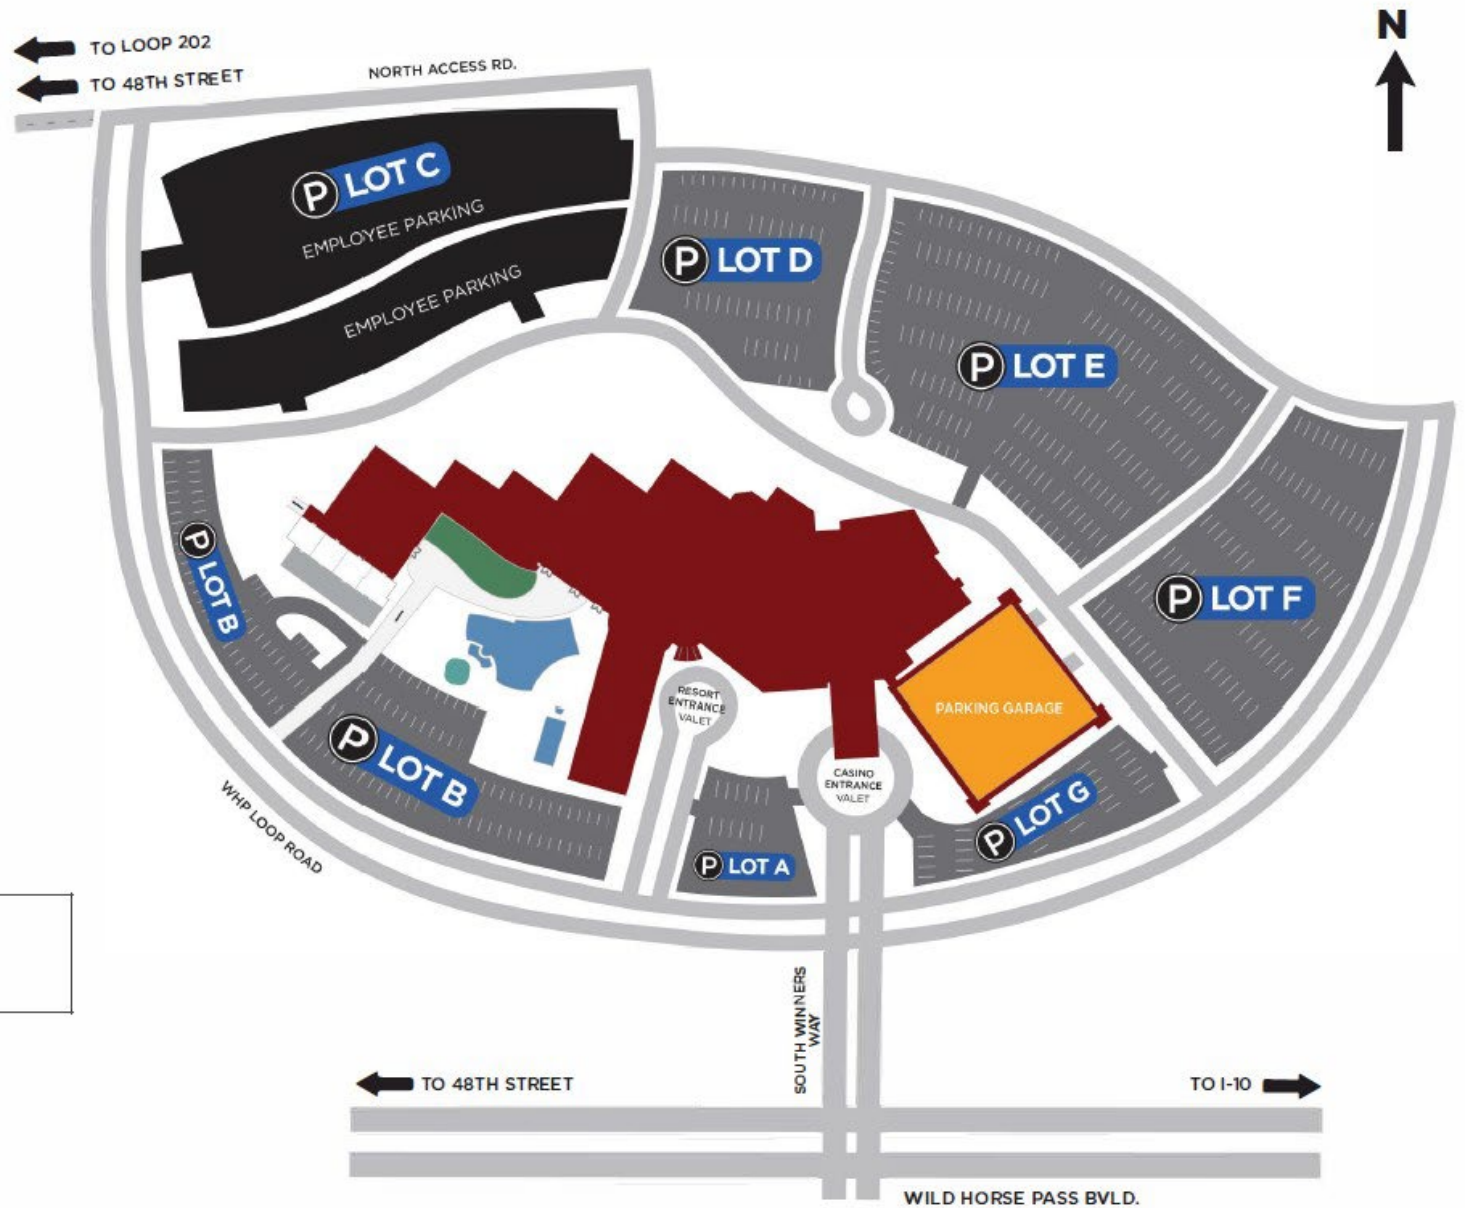 N
TO LOOP 202
TO 48TH STREET
NORTH ACCESS RD.
P LOT C
EMPLOYEE PARKING
EMPLOYEE PARKING
P LOT D
P LOT E
P LOT B
P LOT F
RESORT
ENTRANCE
VALET
PARKING GARAGE
P LOT B
CASINO
ENTRANCE
VALET
P LOT G
WHP LOOP ROAD
P LOT A
SOUTH WINNERS
WAY
TO 48TH STREET
TO I-10
WILD HORSE PASS BVLD.